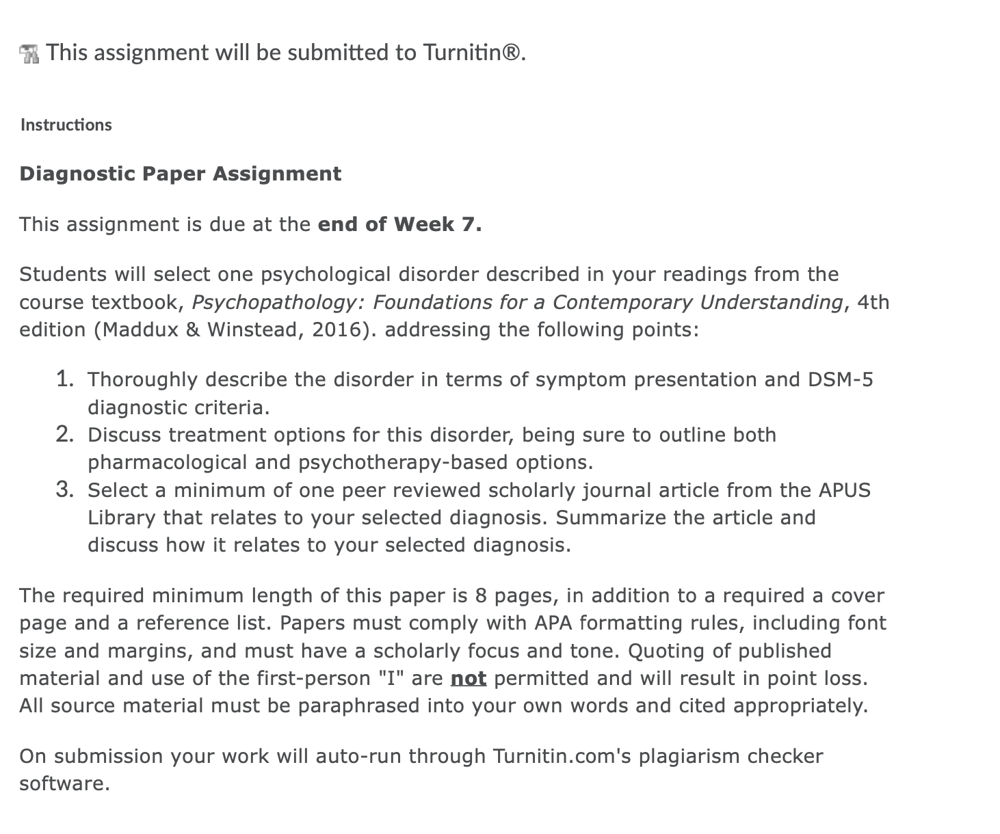 This assignment will be submitted to Turnitin®.
Instructions
Diagnostic Paper Assignment
This assignment is due at the end of Week 7.
Students will select one psychological disorder described in your readings from the
course textbook, Psychopathology: Foundations for a Contemporary Understanding, 4th
edition (Maddux & Winstead, 2016). addressing the following points:
1. Thoroughly describe the disorder in terms of symptom presentation and DSM-5
diagnostic criteria.
2. Discuss treatment options for this disorder, being sure to outline both
pharmacological and psychotherapy-based options.
3. Select a minimum of one peer reviewed scholarly journal article from the APUS
Library that relates to your selected diagnosis. Summarize the article and
discuss how it relates to your selected diagnosis.
The required minimum length of this paper is 8 pages, in addition to a required a cover
page and a reference list. Papers must comply with APA formatting rules, including font
size and margins, and must have a scholarly focus and tone. Quoting of published
material and use of the first-person "I" are not permitted and will result in point loss.
All source material must be paraphrased into your own words and cited appropriately.
On submission your work will auto-run through Turnitin.com's plagiarism checker
software.